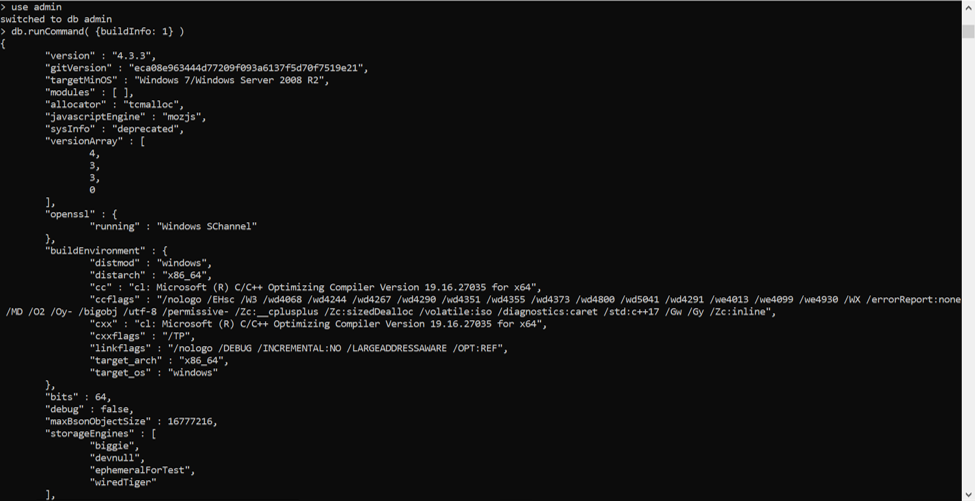 > use admin
switched to db admin
> db.runCommand( {buildInfo: 1} )
{
"version" : "4.3.3",
"gitVersion" : "eca08e963444d77209f093a6137f5d70f7519e21",
"targetMinOS" : "Windows 7/Windows Server 2008 R2",
"modules" : [ ],
"allocator" : "tcmalloc",
"javascriptEngine" : "mozjs",
"sysInfo" : "deprecated",
"versionArray" : [
4,
3,
3,
0
],
"openssl" : {
"running" : "Windows SChannel"
},
"buildEnvironment" : {
"distmod" : "windows",
"distarch" : "x86_64",
"cc" : "cl: Microsoft (R) C/C++ Optimizing Compiler Version 19.16.27035 for x64",
"ccflags" : "/nologo /EHsc /W3 /wd4068 /wd4244 /wd4267 /wd4290 /wd4351 /wd4355 /wd4373 /wd4800 /wd5041 /wd4291 /we4013 /we4099 /we4930 /WX /errorReport:none
/MD /O2 /Oy- /bigobj /utf-8 /permissive- /Zc:__cplusplus /Zc:sizedDealloc /volatile:iso /diagnostics:caret /std:c++17 /Gw /Gy /Zc:inline",
"cxx" : "cl: Microsoft (R) C/C++ Optimizing Compiler Version 19.16.27035 for x64",
"cxxflags" : "/TP",
"linkflags" : "/nologo /DEBUG /INCREMENTAL:NO /LARGEADDRESSAWARE /OPT:REF",
"target_arch" : "x86_64",
"target_os" : "windows"
},
"bits" : 64,
"debug" : false,
"maxBsonObjectSize" : 16777216,
"storageEngines" : [
"biggie",
"devnull",
"ephemeralForTest",
"wiredTiger"
],